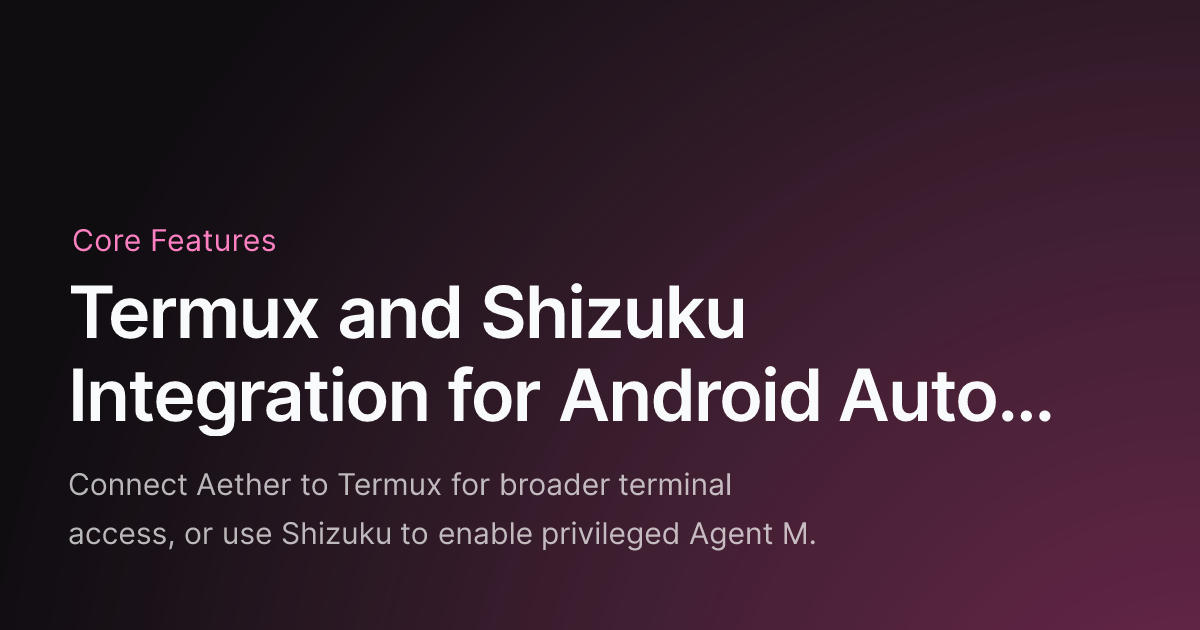 Core Features
Termux and Shizuku
Integration for Android Auto...
Connect Aether to Termux for broader terminal
access, or use Shizuku to enable privileged Agent M.